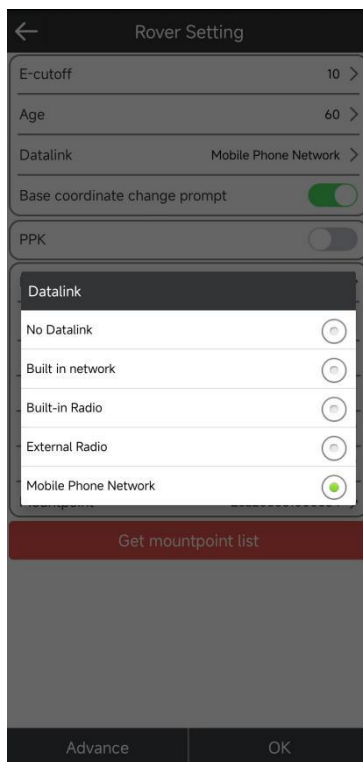 Rover Setting
E-cutoff 10
Age 60
Datalink Mobile Phone Network
Base coordinate change prompt
PPK
Datalink
No Datalink
Built in network
Built-in Radio
External Radio
Mobile Phone Network
Get mountpoint list
Advance OK